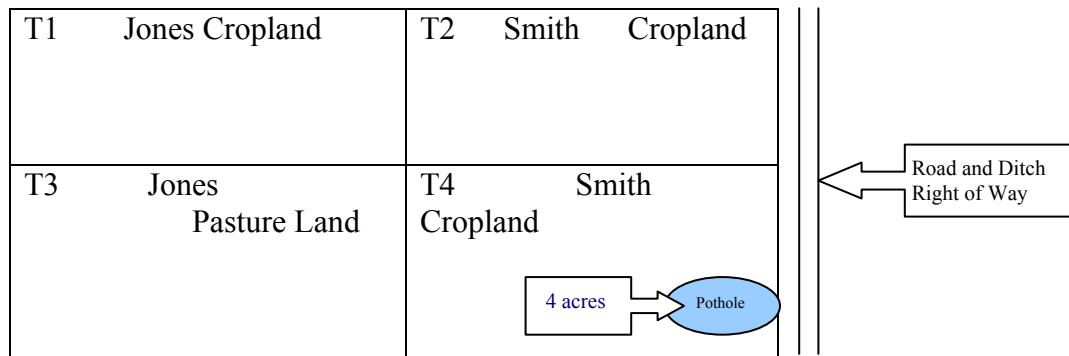 T1 Jones Cropland
T2 Smith Cropland
Road and Ditch
Right of Way
T3 Jones
Pasture Land
T4 Smith
Cropland
4 acres
Pothole